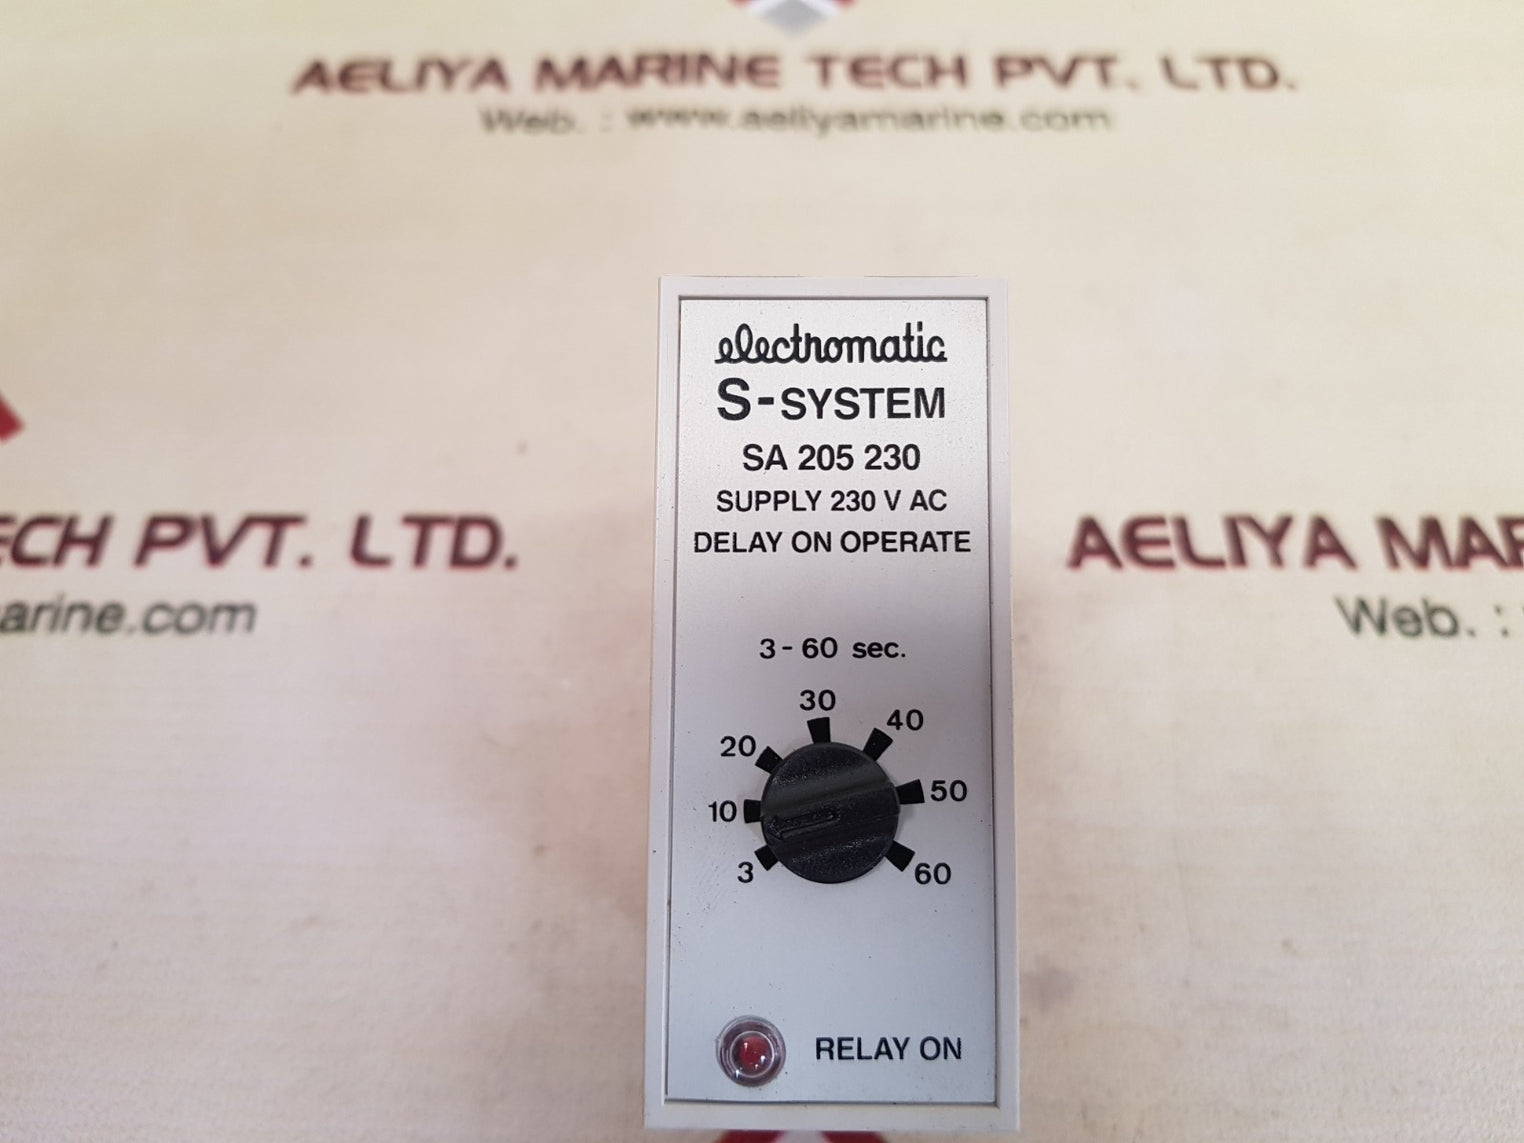 AELIYA MARINE TECH PVT. LTD.
Web. : www.aeliyamarine.com
ECH PVT. LTD.
arine.com
AELIYA MAR
Web. :
electromatic
S-SYSTEM
SA 205 230
SUPPLY 230 V AC
DELAY ON OPERATE
3-60 sec.
30
40
20
50
10
3
60
RELAY ON